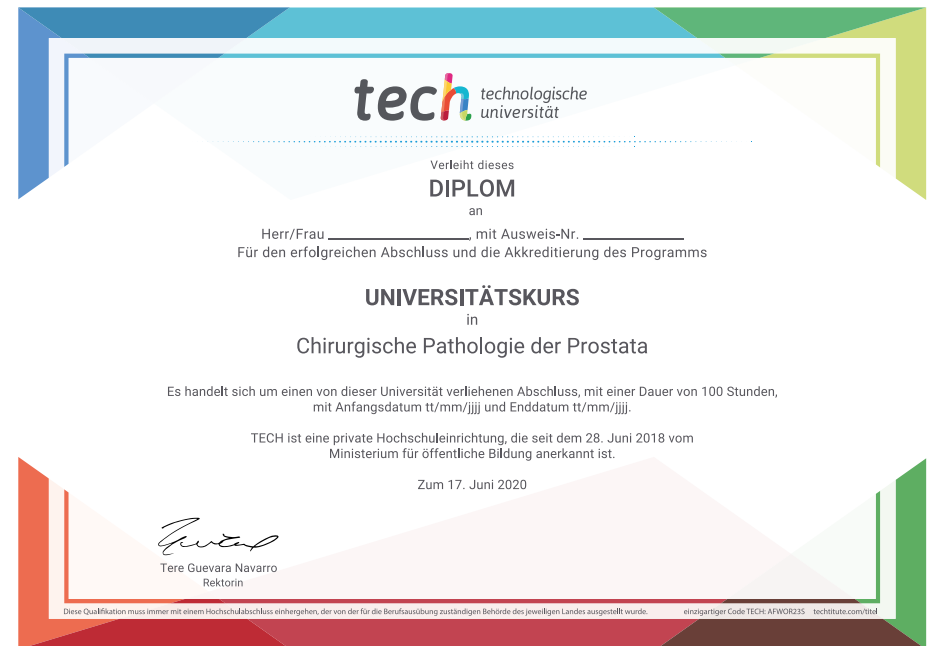 tech technologische
universität
Verleiht dieses
DIPLOM
an
Herr/Frau ____________, mit Ausweis-Nr. ____________
Für den erfolgreichen Abschluss und die Akkreditierung des Programms
UNIVERSITÄTSKURS
in
Chirurgische Pathologie der Prostata
Es handelt sich um einen von dieser Universität verliehenen Abschluss, mit einer Dauer von 100 Stunden,
mit Anfangsdatum tt/mm/jjjj und Enddatum tt/mm/jjjj.
TECH ist eine private Hochschuleinrichtung, die seit dem 28. Juni 2018 vom
Ministerium für öffentliche Bildung anerkannt ist.
Zum 17. Juni 2020
Tere Guevara Navarro
Rektorin
Diese Qualifikation muss immer mit einem Hochschulabschluss einhergehen, der von der für die Berufsausübung zuständigen Behörde des jeweiligen Landes ausgestellt wurde. einzigartiger Code TECH: AFWOR23S techtitute.com/titel